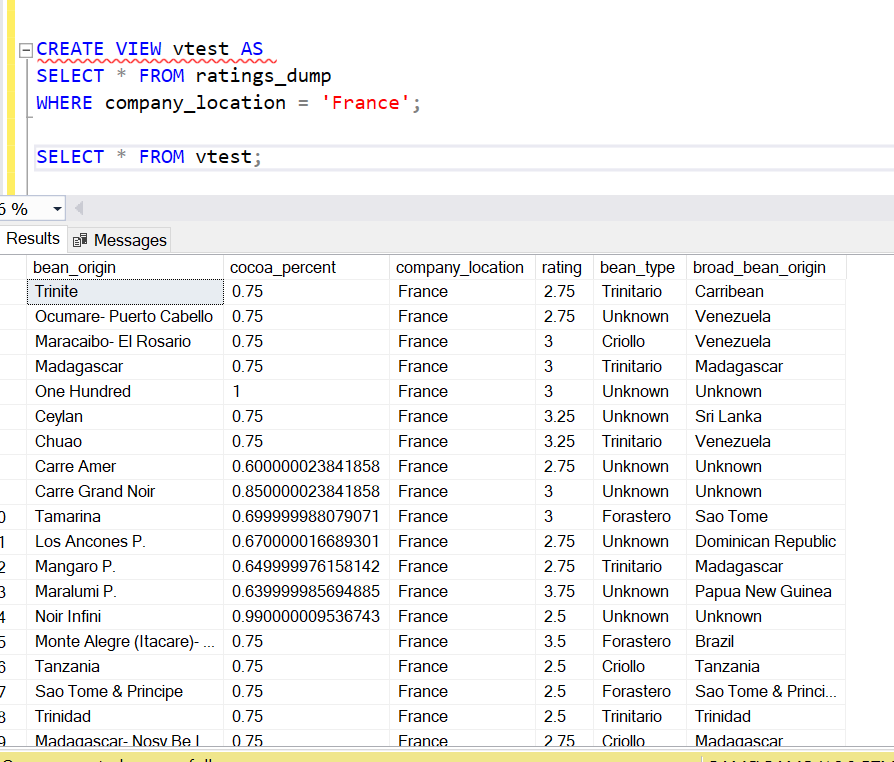 CREATE VIEW vtest AS
SELECT * FROM ratings_dump
WHERE company_location = 'France';
SELECT * FROM vtest;
6 %
Results Messages
bean_origin cocoa_percent company_location rating bean_type broad_bean_origin
Trinite 0.75 France 2.75 Trinitario Carribean
Ocumare- Puerto Cabello 0.75 France 2.75 Unknown Venezuela
Maracaibo- El Rosario 0.75 France 3 Criollo Venezuela
Madagascar 0.75 France 3 Trinitario Madagascar
One Hundred 1 France 3 Unknown Unknown
Ceylan 0.75 France 3.25 Unknown Sri Lanka
Chuao 0.75 France 3.25 Trinitario Venezuela
Carre Amer 0.600000023841858 France 2.75 Unknown Unknown
Carre Grand Noir 0.850000023841858 France 3 Unknown Unknown
0 Tamarina 0.699999988079071 France 3 Forastero Sao Tome
1 Los Ancones P. 0.670000016689301 France 2.75 Unknown Dominican Republic
2 Mangaro P. 0.649999976158142 France 2.75 Trinitario Madagascar
3 Maralumi P. 0.639999985694885 France 3.75 Unknown Papua New Guinea
4 Noir Infini 0.990000009536743 France 2.5 Unknown Unknown
5 Monte Alegre (Itacare)- ... 0.75 France 3.5 Forastero Brazil
6 Tanzania 0.75 France 2.5 Criollo Tanzania
7 Sao Tome & Principe 0.75 France 2.5 Forastero Sao Tome & Princi...
8 Trinidad 0.75 France 2.5 Trinitario Trinidad
9 Madagascar- Nosy Be I 0.75 France 2.75 Criollo Madagascar